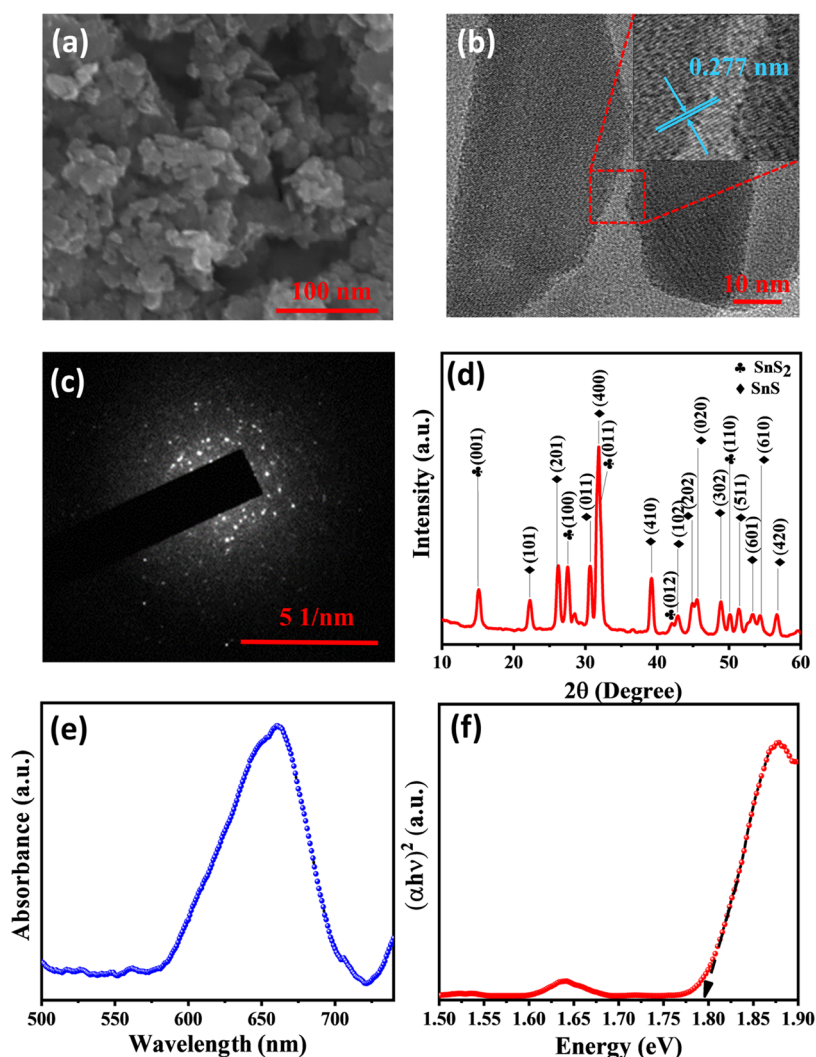 (a)
100 nm
(b)
0.277 nm
10 nm
(c)
5 1/nm
(d)
♣ SnS₂
♦ SnS
Intensity (a.u.)
♣(001)
♦(101)
♦(201)
♣(100)
♦(011)
♦(400)
♣(011)
♦(410)
♣(012)
♦(102)
♦(202)
♦(020)
♦(302)
♣(110)
♦(511)
♦(601)
♦(610)
♦(420)
10 20 30 40 50 60
2θ (Degree)
(e)
Absorbance (a.u.)
500 550 600 650 700
Wavelength (nm)
(f)
(αhν)² (a.u.)
1.50 1.55 1.60 1.65 1.70 1.75 1.80 1.85 1.90
Energy (eV)